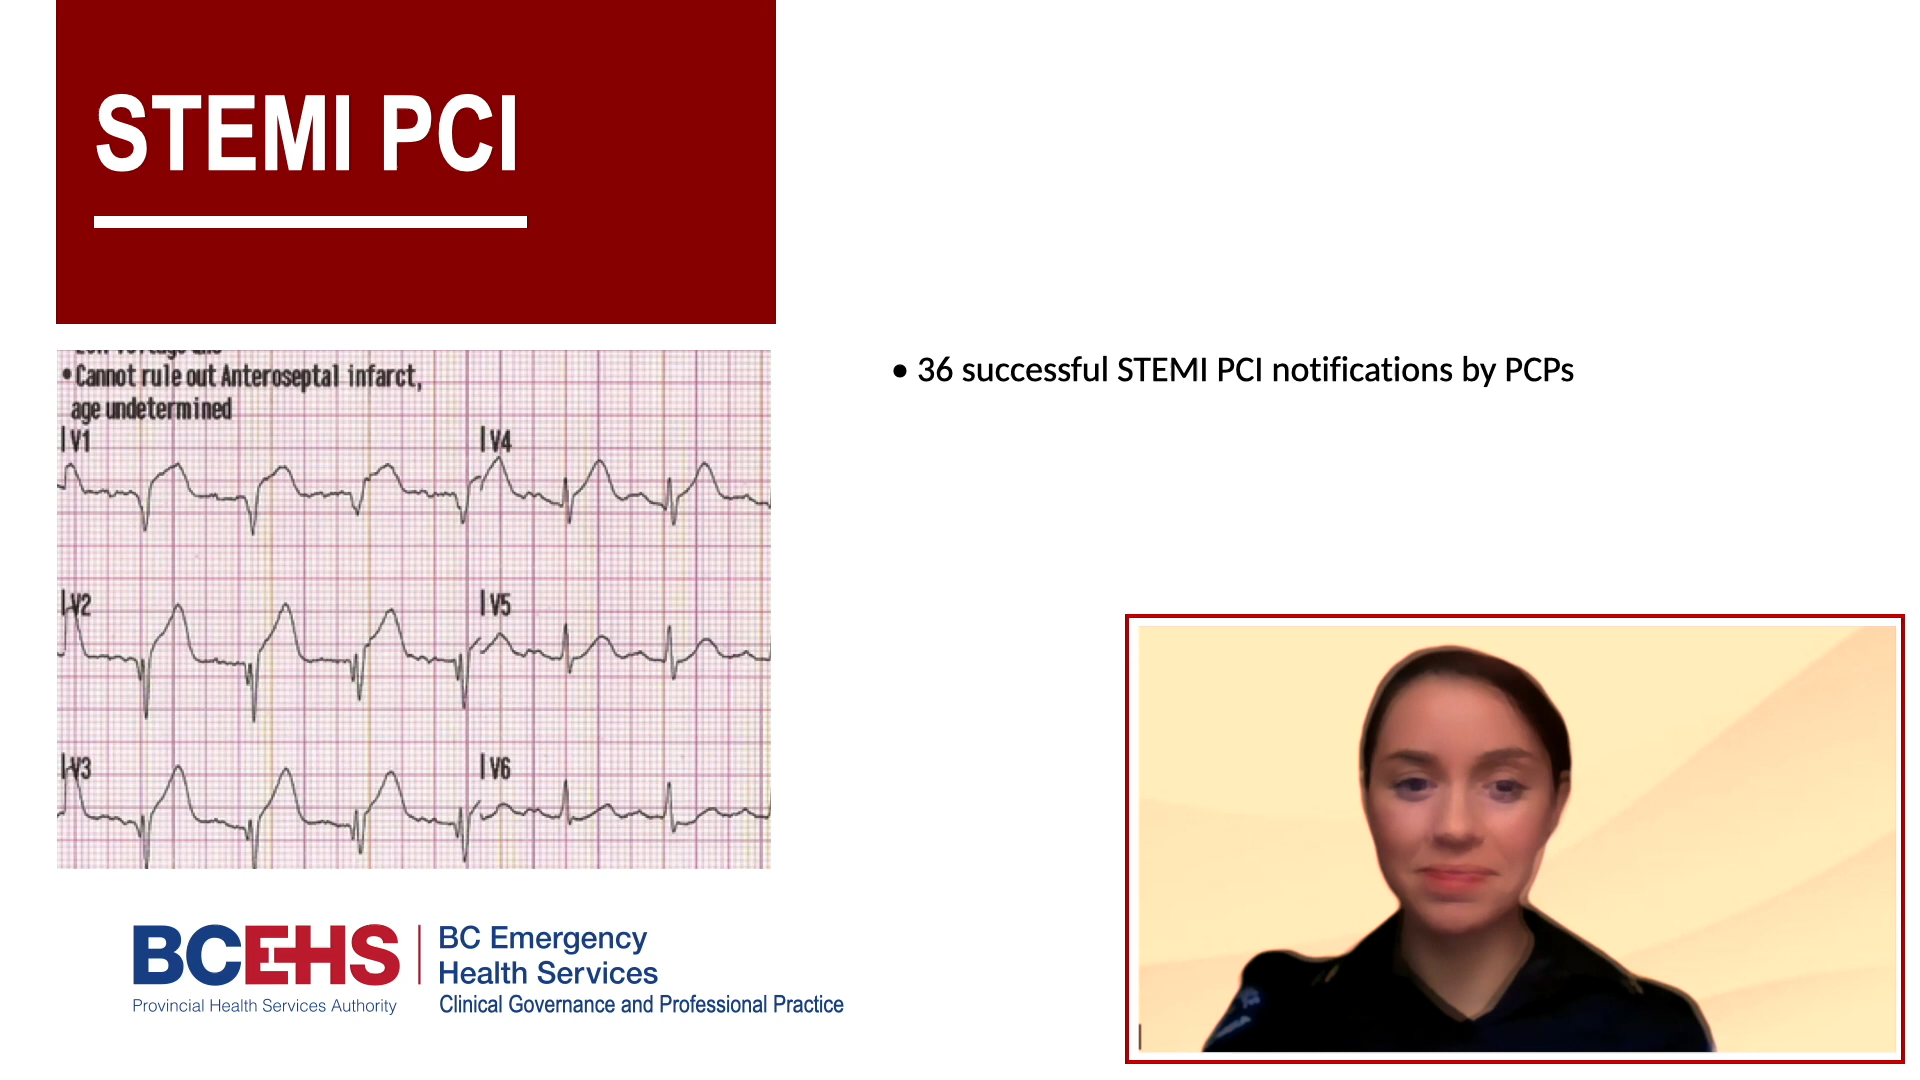 STEMI PCI
• 36 successful STEMI PCI notifications by PCPs
• Cannot rule out Anteroseptal infarct,
age undetermined
V1
V4
V2
V5
V3
V6
BCEHS
BC Emergency
Health Services
Provincial Health Services Authority
Clinical Governance and Professional Practice